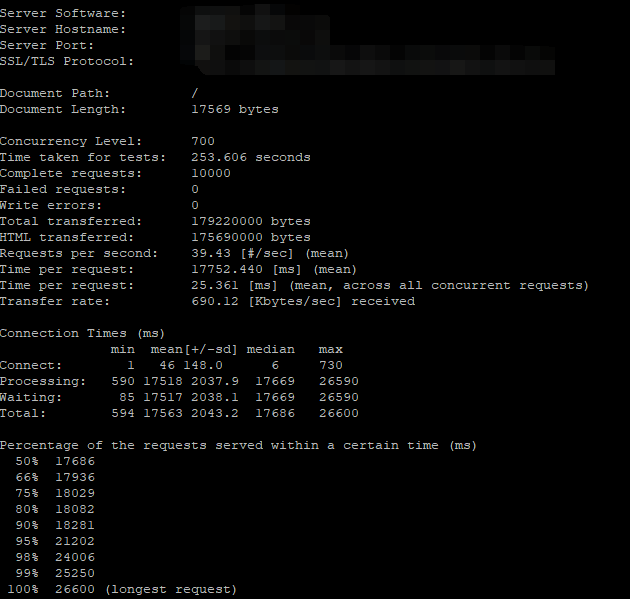 Server Software:
Server Hostname:
Server Port:
SSL/TLS Protocol:
Document Path: /
Document Length: 17569 bytes
Concurrency Level: 700
Time taken for tests: 253.606 seconds
Complete requests: 10000
Failed requests: 0
Write errors: 0
Total transferred: 179220000 bytes
HTML transferred: 175690000 bytes
Requests per second: 39.43 [#/sec] (mean)
Time per request: 17752.440 [ms] (mean)
Time per request: 25.361 [ms] (mean, across all concurrent requests)
Transfer rate: 690.12 [Kbytes/sec] received
Connection Times (ms)
min mean[+/-sd] median max
Connect: 1 46 148.0 6 730
Processing: 590 17518 2037.9 17669 26590
Waiting: 85 17517 2038.1 17669 26590
Total: 594 17563 2043.2 17686 26600
Percentage of the requests served within a certain time (ms)
50% 17686
66% 17936
75% 18029
80% 18082
90% 18281
95% 21202
98% 24006
99% 25250
100% 26600 (longest request)